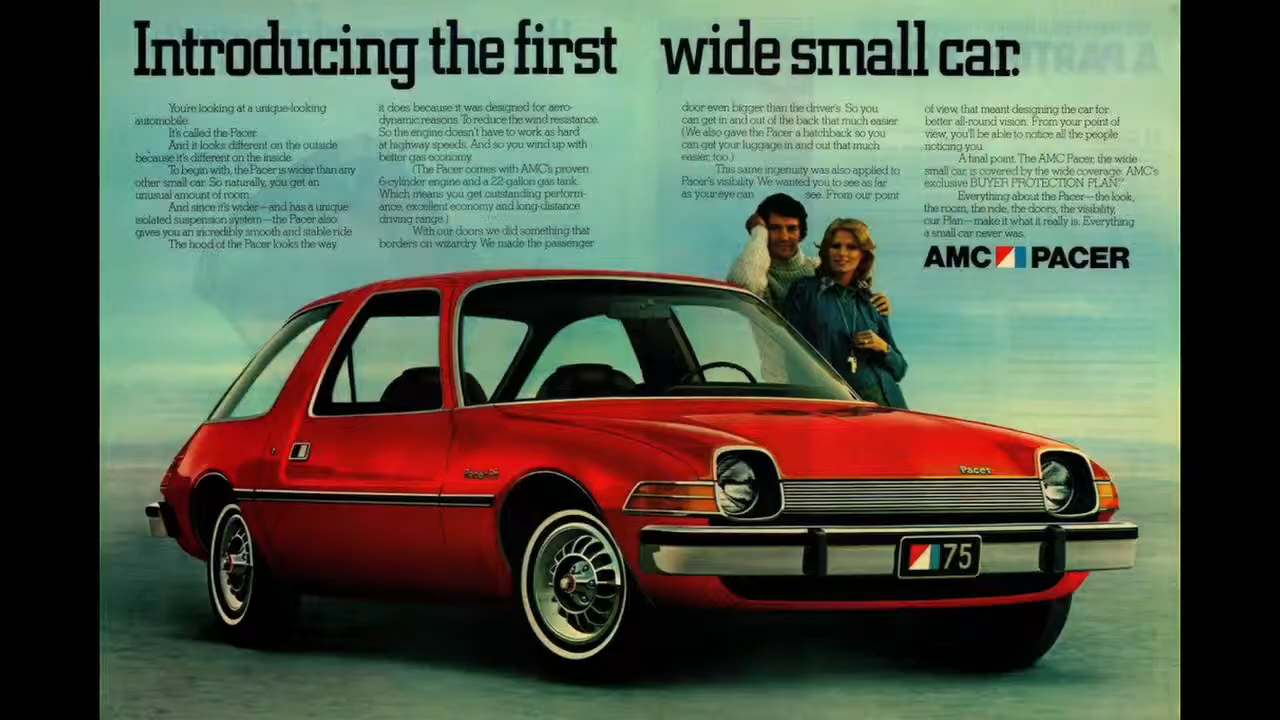 Introducing the first wide small car.
You're looking at a unique-looking
automobile.
It's called the Pacer.
And it looks different on the outside
because it's different on the inside.
To begin with, the Pacer is wider than any
other small car. So naturally, you get an
unusual amount of room.
And since it's wider—and has a unique
isolated suspension system—the Pacer also
gives you an incredibly smooth and stable ride.
The hood of the Pacer looks the way
it does because it was designed for aero-
dynamic reasons. To reduce the wind resistance.
So the engine doesn't have to work as hard
at highway speeds. And so you wind up with
better gas economy.
(The Pacer comes with AMC's proven
6-cylinder engine and a 22-gallon gas tank.
Which means you get outstanding perform-
ance, excellent economy and long-distance
driving range.)
With our doors we did something that
borders on wizardry. We made the passenger
door even bigger than the driver's. So you
can get in and out of the back that much easier.
(We also gave the Pacer a hatchback so you
can get your luggage in and out that much
easier, too.)
This same ingenuity was also applied to
Pacer's visibility. We wanted you to see as far
as your eye can see. From our point
of view, that meant designing the car for
better all-round vision. From your point of
view, you'll be able to notice all the people
noticing you.
A final point. The AMC Pacer, the wide
small car, is covered by the wide coverage. AMC's
exclusive BUYER PROTECTION PLAN.™
Everything about the Pacer—the look,
the room, the ride, the doors, the visibility,
our Plan—make it what it really is. Everything
a small car never was.
AMC PACER
Pacer
75